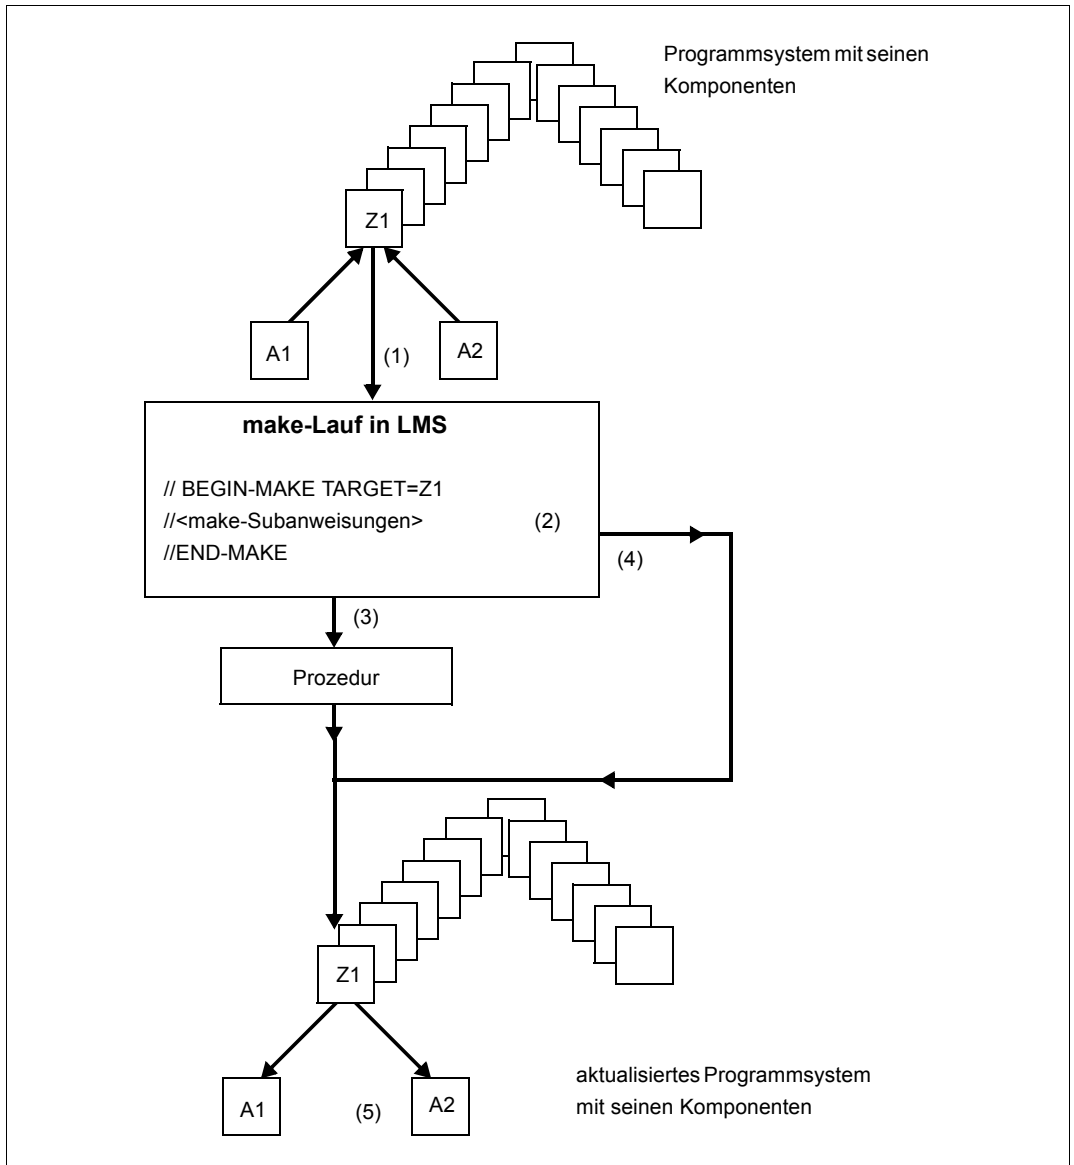 Programmsystem mit seinen
Komponenten
Z1
A1
(1)
A2
make-Lauf in LMS
// BEGIN-MAKE TARGET=Z1
//<make-Subanweisungen> (2)
//END-MAKE
(4)
(3)
Prozedur
Z1
aktualisiertes Programmsystem
mit seinen Komponenten
A1
(5)
A2